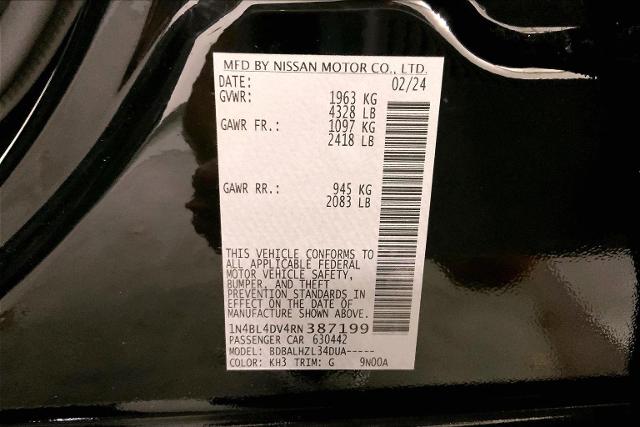 MFD BY NISSAN MOTOR CO., LTD.
DATE: 02/24
GVWR: 1963 KG
4328 LB
GAWR FR.: 1097 KG
2418 LB
GAWR RR.: 945 KG
2083 LB
THIS VEHICLE CONFORMS TO
ALL APPLICABLE FEDERAL
MOTOR VEHICLE SAFETY,
BUMPER, AND THEFT
PREVENTION STANDARDS IN
EFFECT ON THE DATE OF
MANUFACTURE SHOWN ABOVE.
1N4BL4DV4RN387199
PASSENGER CAR 630442
MODEL: BDBALHZL34DUA-----
COLOR: KH3 TRIM: G 9N00A